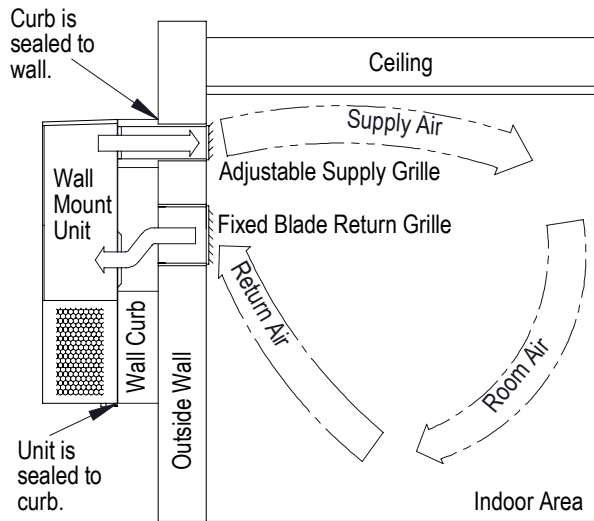 Curb is
sealed to
wall.
Ceiling
Supply Air
Adjustable Supply Grille
Wall
Mount
Unit
Fixed Blade Return Grille
Return Air
Room Air
Wall Curb
Outside Wall
Unit is
sealed to
curb.
Indoor Area